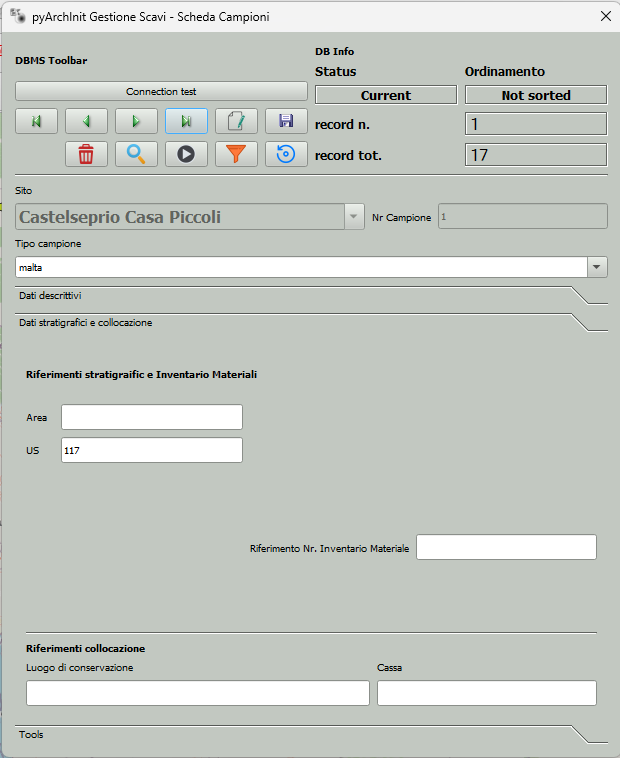 pyArchInit Gestione Scavi - Scheda Campioni
DBMS Toolbar
DB Info
Status
Ordinamento
Connection test
Current
Not sorted
record n.
1
record tot.
17
Sito
Castelseprio Casa Piccoli
Nr Campione
1
Tipo campione
malta
Dati descrittivi
Dati stratigrafici e collocazione
Riferimenti stratigraific e Inventario Materiali
Area
US
117
Riferimento Nr. Inventario Materiale
Riferimenti collocazione
Luogo di conservazione
Cassa
Tools